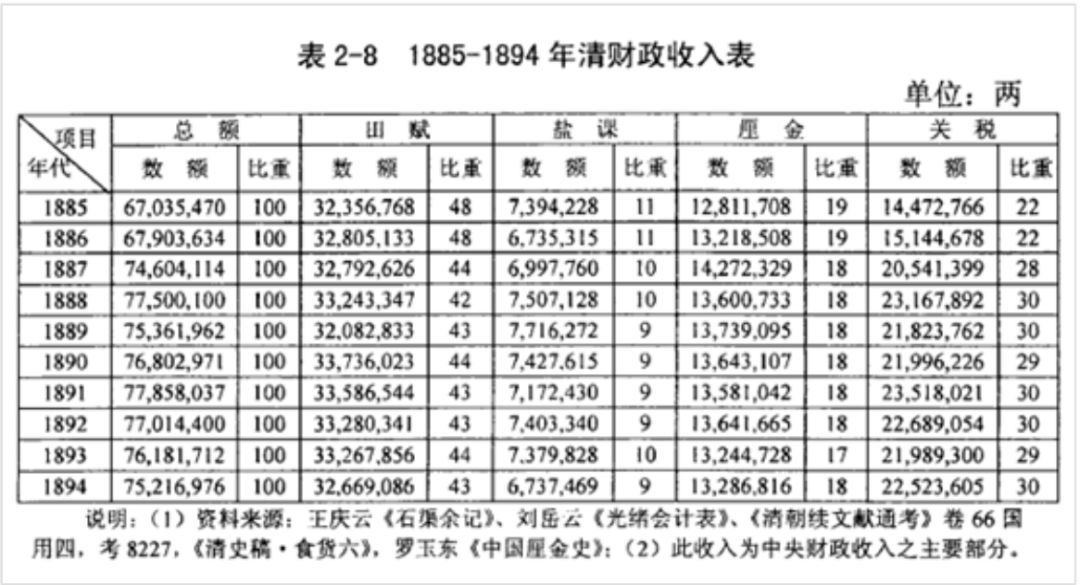 表 2-8 1885-1894 年清财政收入表
单位：两
项目 总 额 田 赋 盐 课 厘 金 关 税
年代 数 额 比重 数 额 比重 数 额 比重 数 额 比重 数 额 比重
1885 67,035,470 100 32,356,768 48 7,394,228 11 12,811,708 19 14,472,766 22
1886 67,903,634 100 32,805,133 48 6,735,315 11 13,218,508 19 15,144,678 22
1887 74,604,114 100 32,792,626 44 6,997,760 10 14,272,329 18 20,541,399 28
1888 77,500,100 100 33,243,347 42 7,507,128 10 13,600,733 18 23,167,892 30
1889 75,361,962 100 32,082,833 43 7,716,272 9 13,739,095 18 21,823,762 30
1890 76,802,971 100 33,736,023 44 7,427.615 9 13,643,107 18 21,996,226 29
1891 77,858,037 100 33,586,544 43 7,172,430 9 13,581,042 18 23,518,021 30
1892 77,014,400 100 33,280,341 43 7,403,340 9 13,641,665 18 22,689,054 30
1893 76,181,712 100 33,267,856 44 7.379,828 10 13,244,728 17 21,989,300 29
1894 75,216,976 100 32,669,086 43 6,737,469 9 13,286,816 18 22,523,605 30
说明：（1）资料来源：王庆云《石渠余记》、刘岳云《光绪会计表》、《清朝续文献通考》卷 66 国
用四，考 8227，《清史稿·食货六》，罗玉东《中国厘金史》；（2）此收入为中央财政收入之主要部分。